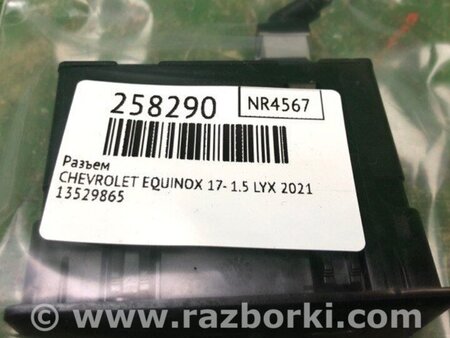 258290
NR4567
Разъем
CHEVROLET EQUINOX 17- 1.5 LYX 2021
13529865
www.razborki.com